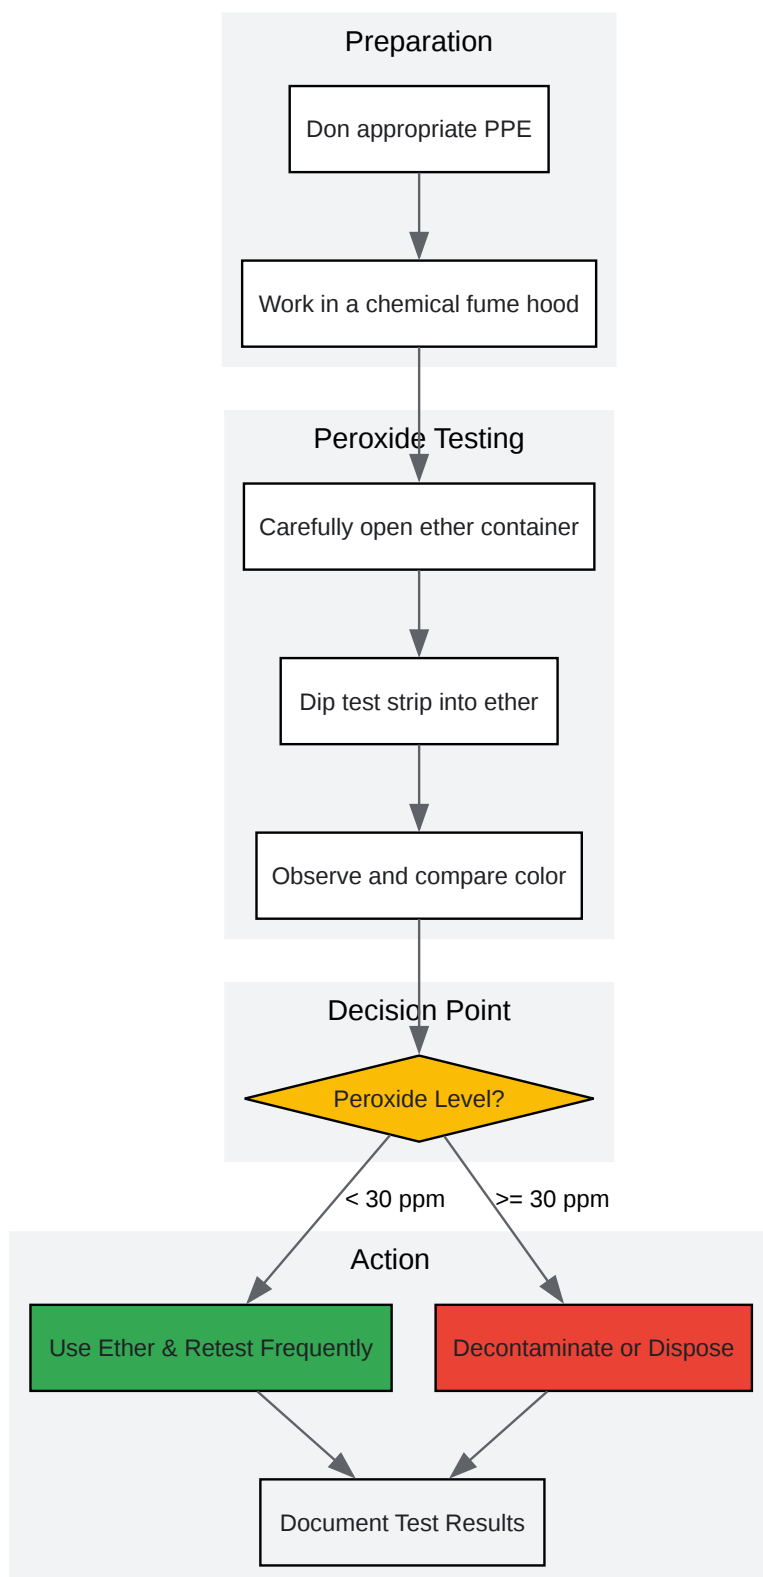 Preparation
Don appropriate PPE
Work in a chemical fume hood
Peroxide Testing
Carefully open ether container
Dip test strip into ether
Observe and compare color
Decision Point
Peroxide Level?
< 30 ppm
>= 30 ppm
Action
Use Ether & Retest Frequently
Decontaminate or Dispose
Document Test Results